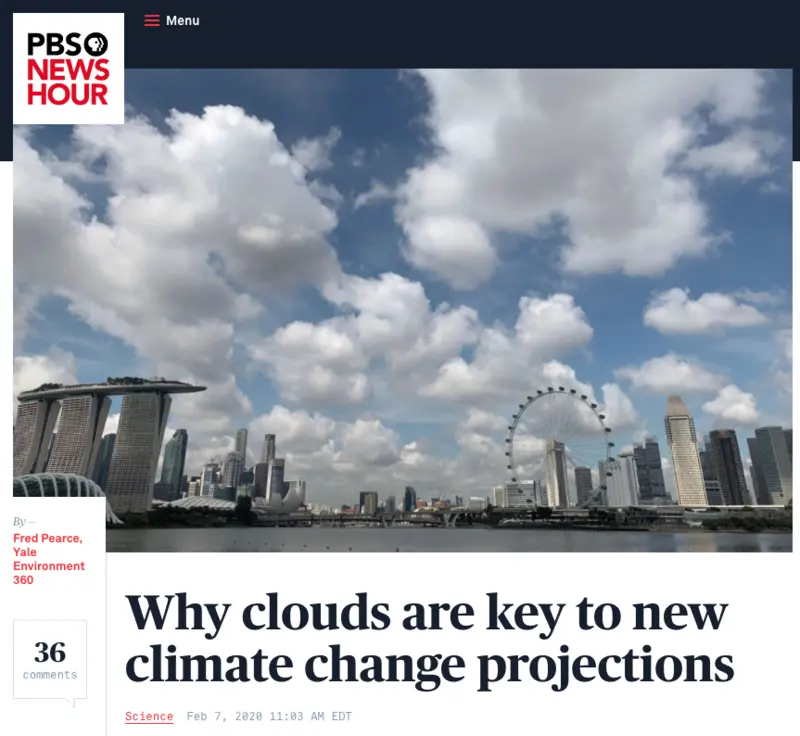 Menu
PBS
NEWS
HOUR
By —
Fred Pearce,
Yale
Environment
360
36
comments
Why clouds are key to new
climate change projections
Science Feb 7, 2020 11:03 AM EDT